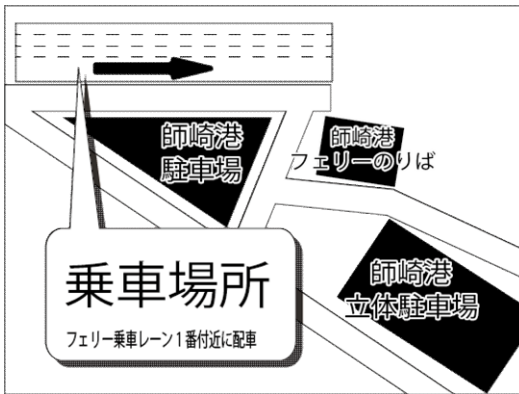 師崎港
駐車場
師崎港
フェリーのりば
師崎港
立体駐車場
乗車場所
フェリー乗車レーン1番付近に配車